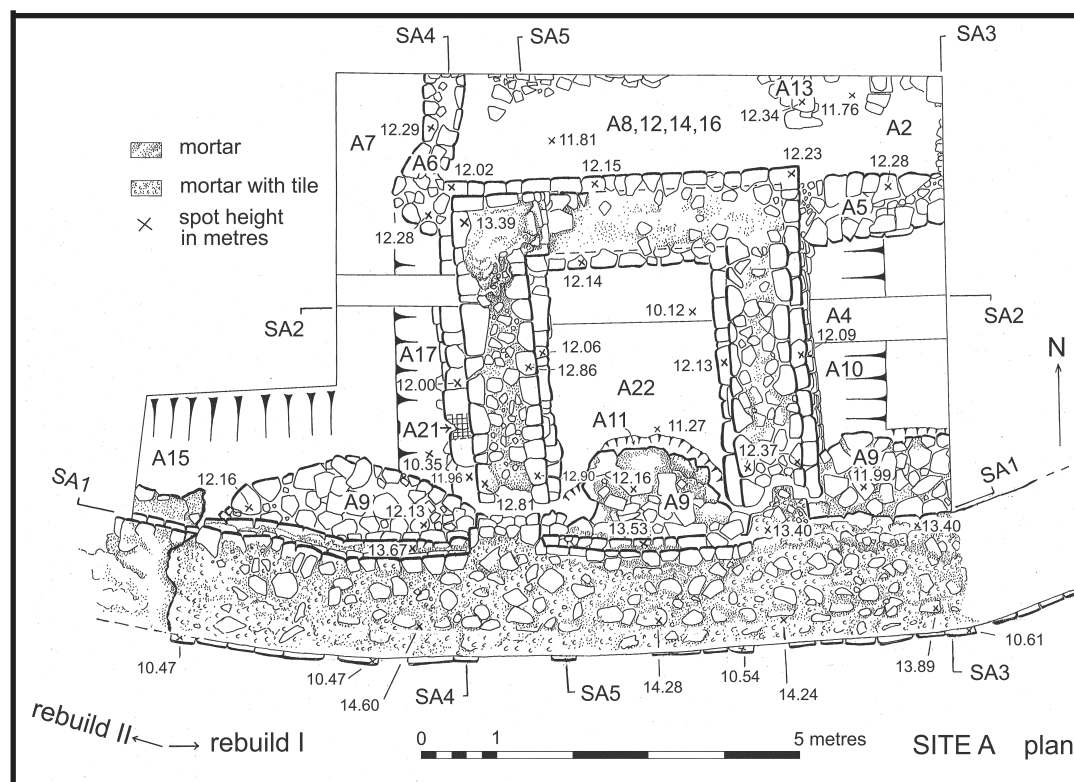 SA4 SA5 SA3
A13
12.34 11.76
A7 12.29 A8,12,14,16 A2
11.81
mortar
A6 12.02 12.15 12.23 12.28
mortar with tile
A5
spot height
in metres
13.39
12.28
12.14
SA2 10.12 A4 SA2
N
A17 12.06 12.13 12.09
12.86
12.00 A22 A10
A21 A11 11.27
A15 10.35 12.37 A9
12.16 11.96 12.90 12.16 11.99 SA1
SA1 A9 12.81 A9
12.13 13.53 13.40 13.40
13.67
10.47 10.61
10.47 10.54 13.89
14.60 SA4 SA5 14.28 14.24 SA3
rebuild II
rebuild I
0 1 5 metres
SITE A plan